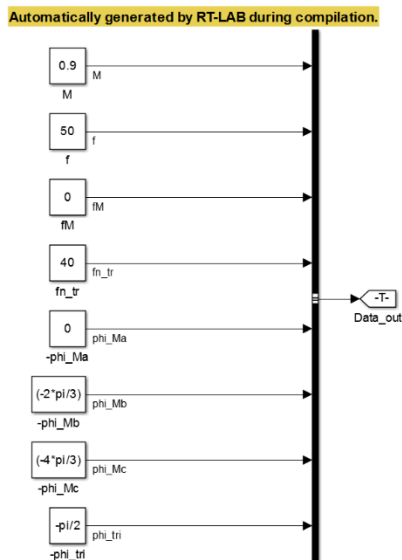 Automatically generated by RT-LAB during compilation.
0.9
M
M
50
f
f
0
fM
fM
40
fn_tr
fn_tr
0
phi_Ma
-phi_Ma
(-2*pi/3)
phi_Mb
-phi_Mb
(-4*pi/3)
phi_Mc
-phi_Mc
-pi/2
phi_tri
-phi_tri
-T-
Data_out